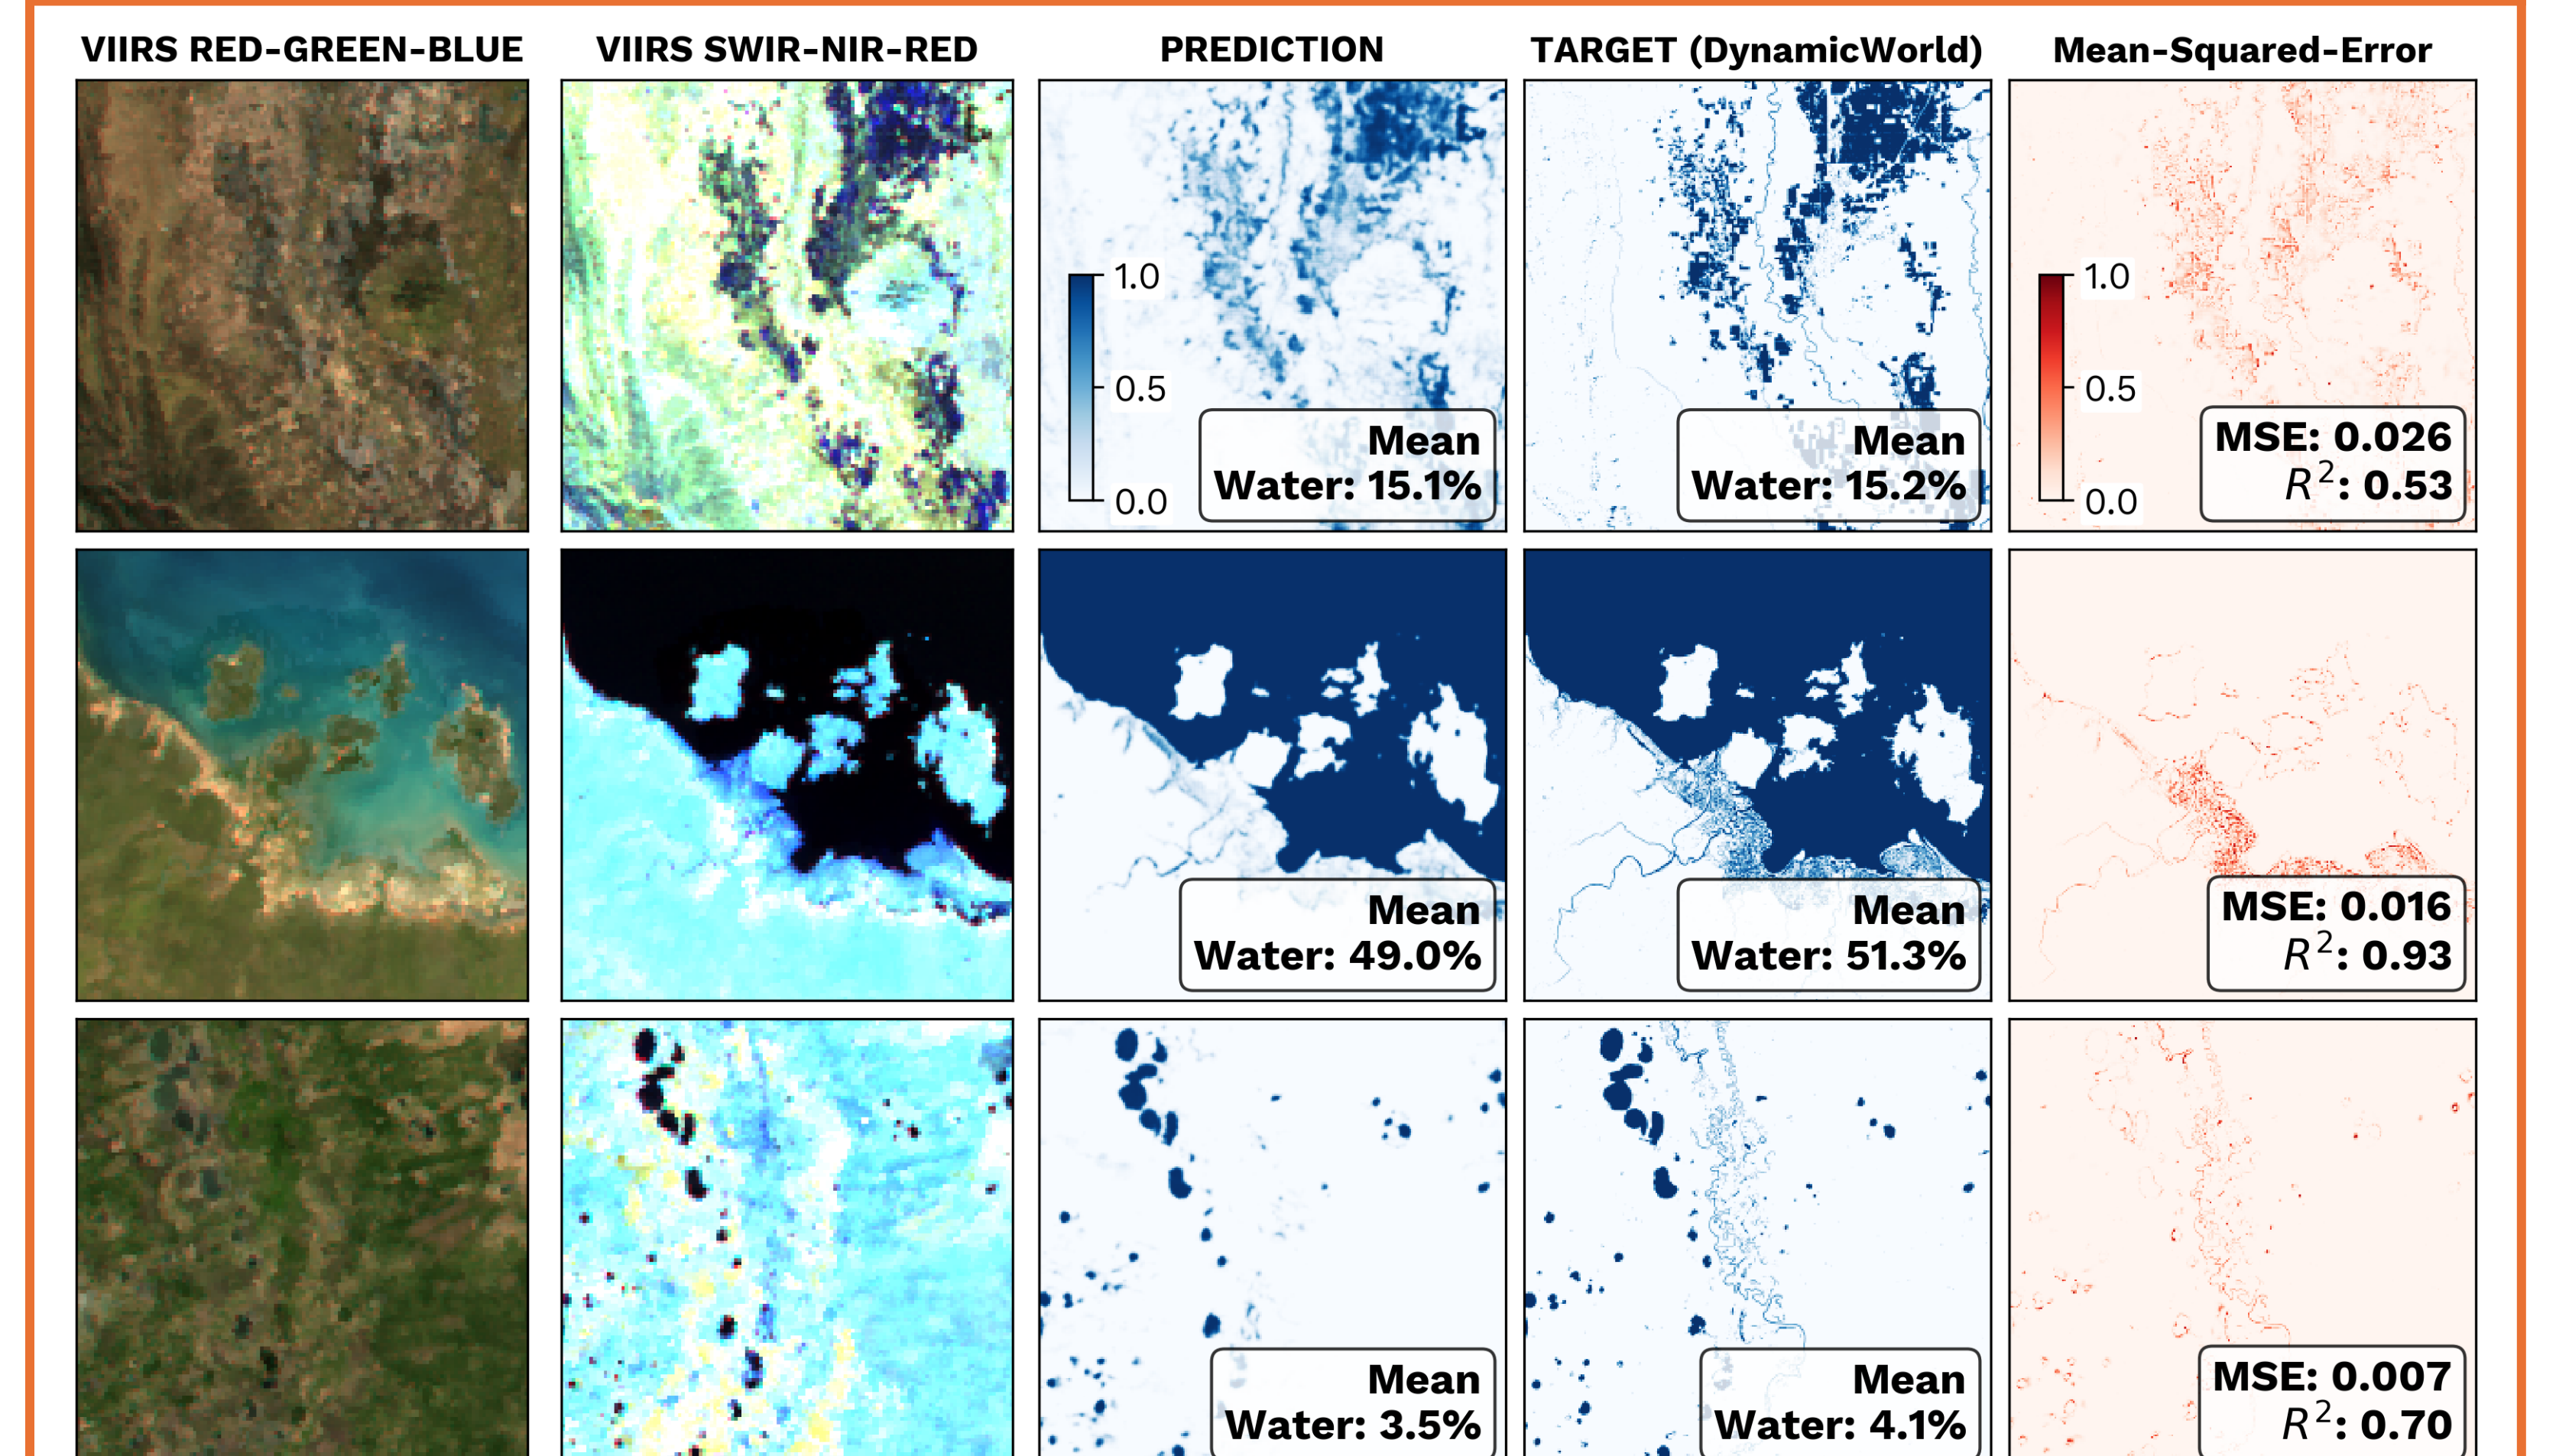 VIIRS RED-GREEN-BLUE
VIIRS SWIR-NIR-RED
PREDICTION
TARGET (DynamicWorld)
Mean-Squared-Error
1.0
0.5
0.0
Mean
Water: 15.1%
Mean
Water: 15.2%
1.0
0.5
0.0
MSE: 0.026
R²: 0.53
Mean
Water: 49.0%
Mean
Water: 51.3%
MSE: 0.016
R²: 0.93
Mean
Water: 3.5%
Mean
Water: 4.1%
MSE: 0.007
R²: 0.70